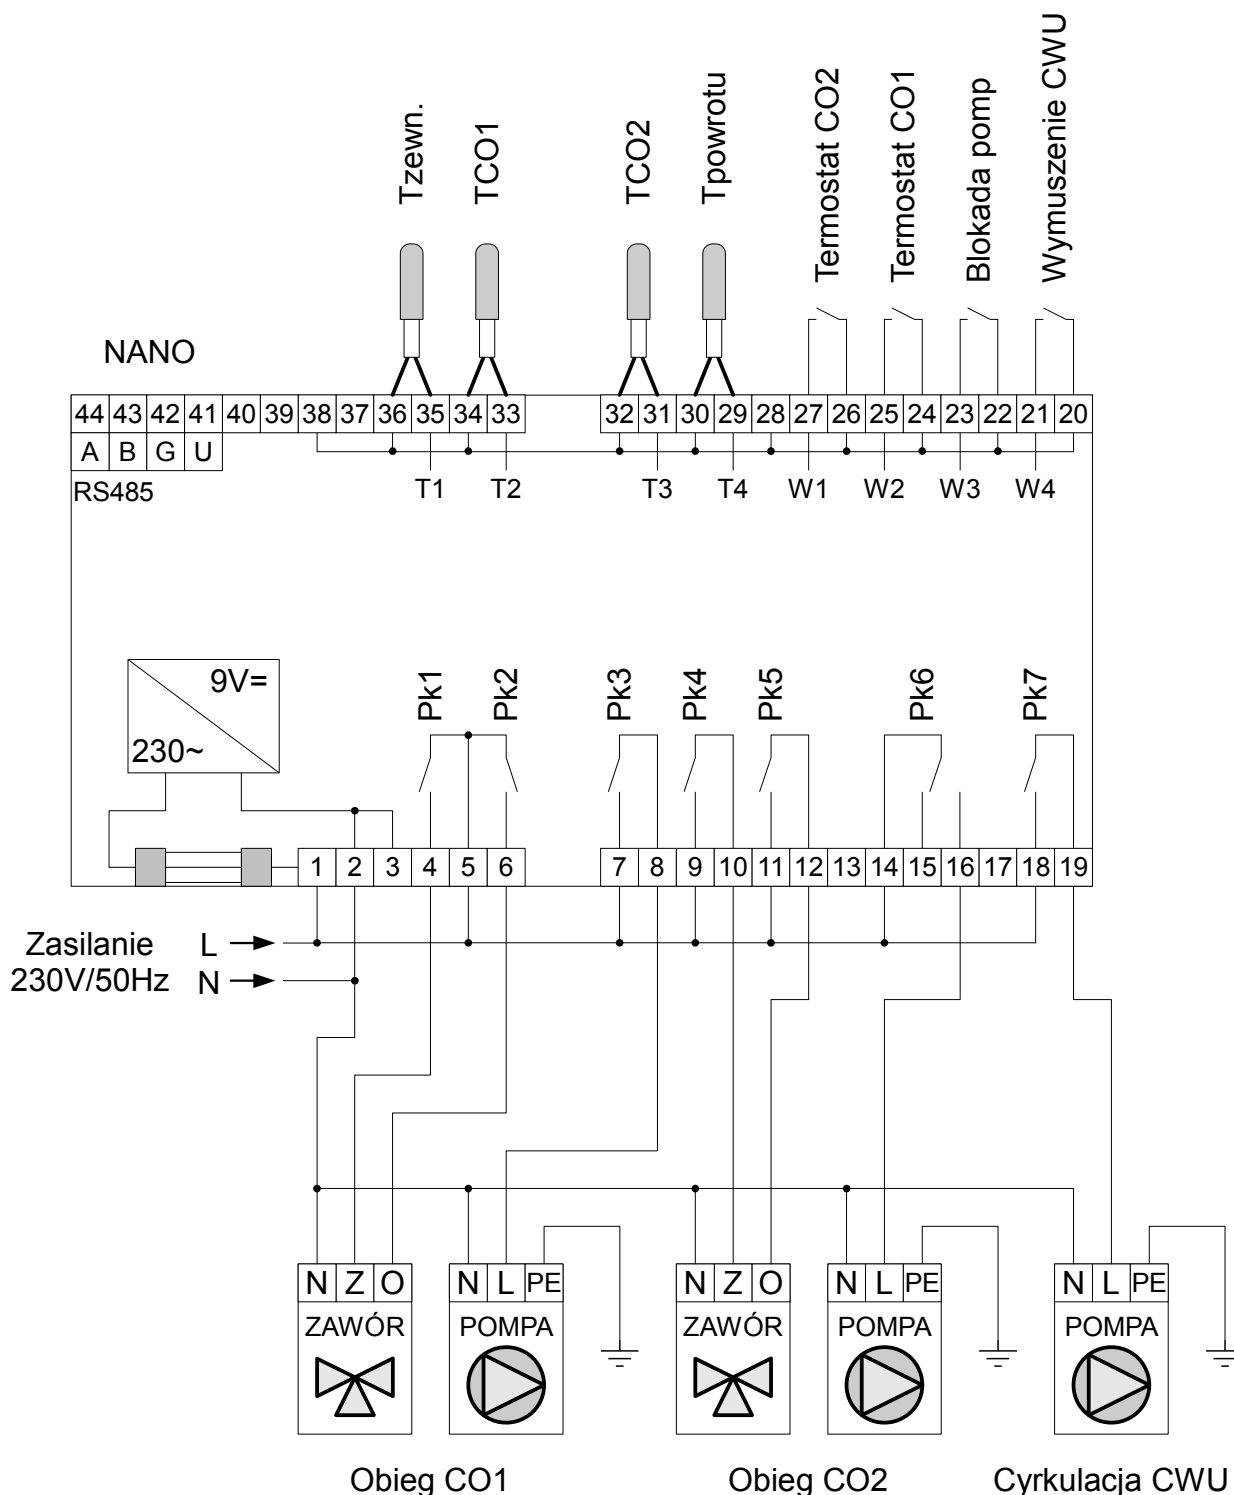 Tzewn.
TCO1
TCO2
Tpowrotu
Termostat CO2
Termostat CO1
Blokada pomp
Wymuszenie CWU
NANO
44 43 42 41 40 39 38 37 36 35 34 33 32 31 30 29 28 27 26 25 24 23 22 21 20
A B G U
RS485
T1 T2 T3 T4 W1 W2 W3 W4
9V=
230~
Pk1
Pk2
Pk3
Pk4
Pk5
Pk6
Pk7
1 2 3 4 5 6 7 8 9 10 11 12 13 14 15 16 17 18 19
Zasilanie L
230V/50Hz N
N Z O N L PE N Z O N L PE N L PE
ZAWÓR POMPA ZAWÓR POMPA POMPA
Obieg CO1 Obieg CO2 Cyrkulacja CWU